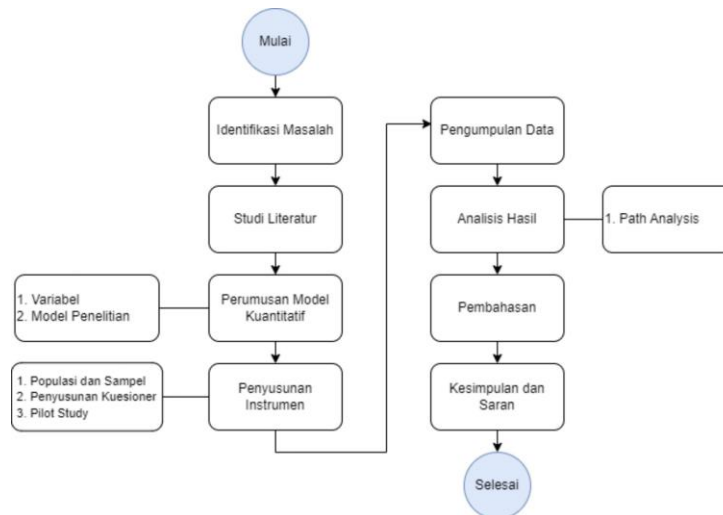 Mulai
Identifikasi Masalah
Studi Literatur
1. Variabel
2. Model Penelitian
Perumusan Model
Kuantitatif
1. Populasi dan Sampel
2. Penyusunan Kuesioner
3. Pilot Study
Penyusunan
Instrumen
Pengumpulan Data
Analisis Hasil
1. Path Analysis
Pembahasan
Kesimpulan dan
Saran
Selesai